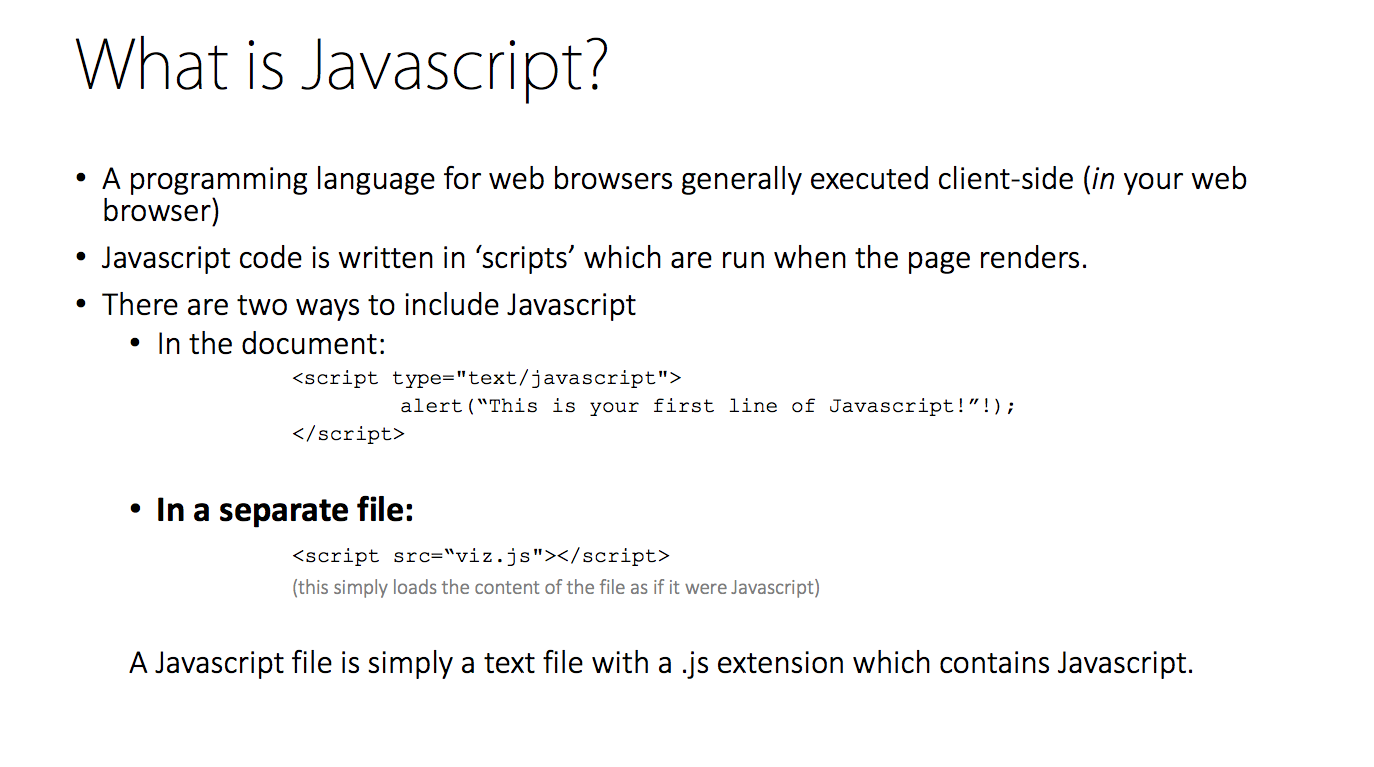 What is Javascript?
• A programming language for web browsers generally executed client-side (in your web
browser)
• Javascript code is written in ‘scripts’ which are run when the page renders.
• There are two ways to include Javascript
• In the document:
<script type="text/javascript">
alert(“This is your first line of Javascript!”!);
</script>
• In a separate file:
<script src=“viz.js"></script>
(this simply loads the content of the file as if it were Javascript)
A Javascript file is simply a text file with a .js extension which contains Javascript.